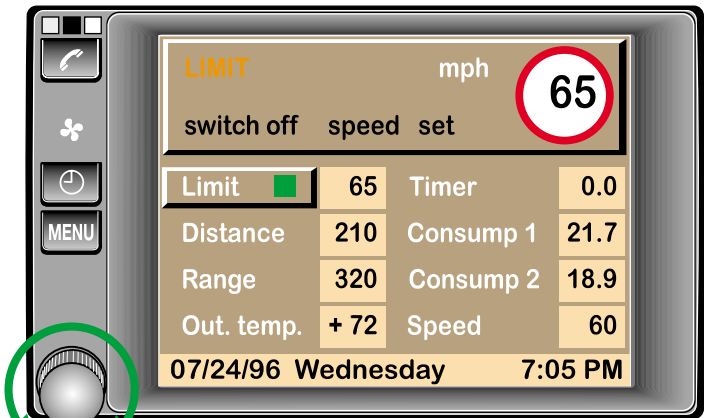 LIMIT mph 65
switch off speed set
Limit 65 Timer 0.0
MENU Distance 210 Consump 1 21.7
Range 320 Consump 2 18.9
Out. temp. + 72 Speed 60
07/24/96 Wednesday 7:05 PM